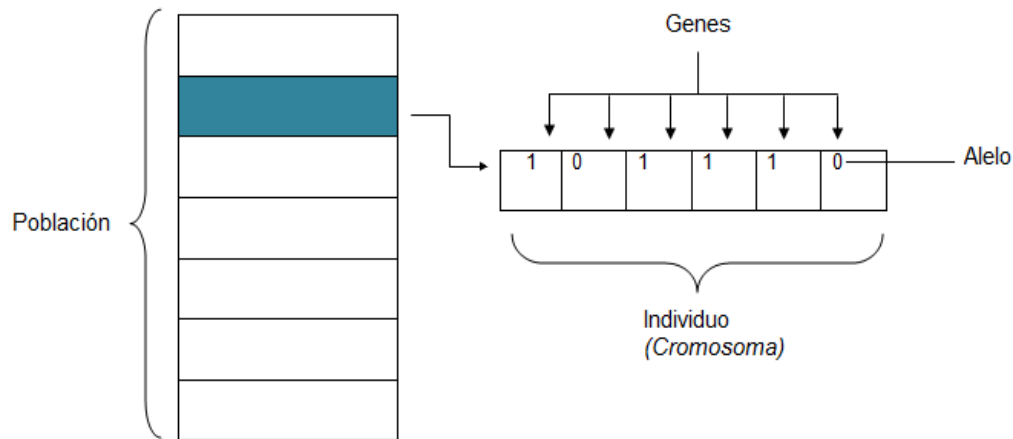 Genes
1 0 1 1 1 0
Alelo
Población
Individuo
(Cromosoma)